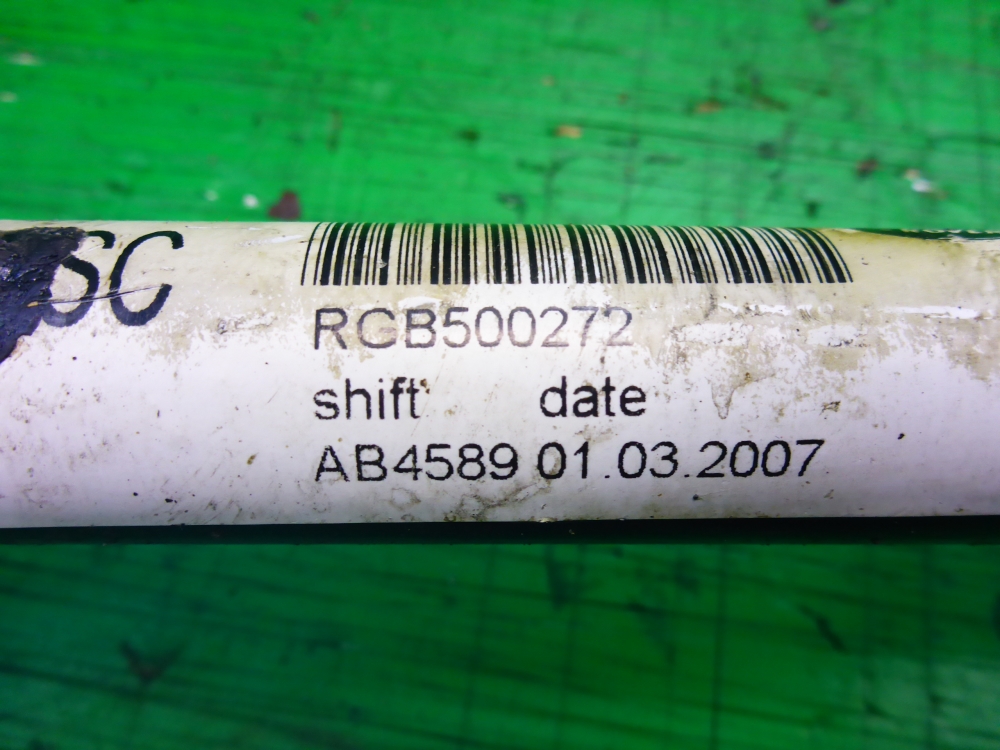 SC
RGB500272
shift date
AB4589 01.03.2007